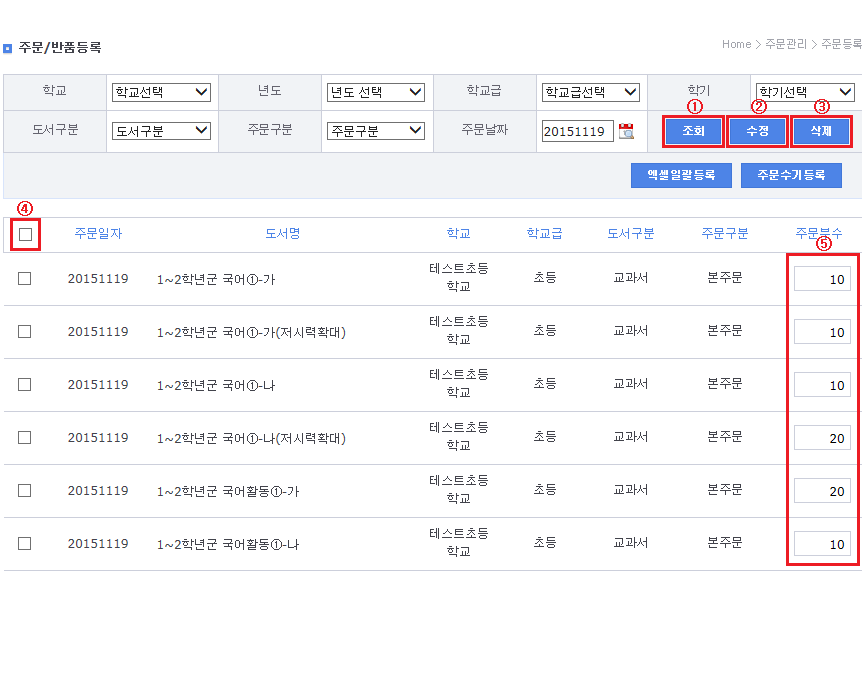 주문/반품등록
Home > 주문관리 > 주문등록
학교 학교선택 년도 년도 선택 학교급 학교급선택 학기 학기선택
① ② ③
도서구분 도서구분 주문구분 주문구분 주문날짜 20151119 조회 수정 삭제
엑셀일괄등록 주문수기등록
④
주문일자 도서명 학교 학교급 도서구분 주문구분 주문부수
⑤
20151119 1~2학년군 국어①-가 테스트초등학교 초등 교과서 본주문 10
20151119 1~2학년군 국어①-가(저시력확대) 테스트초등학교 초등 교과서 본주문 10
20151119 1~2학년군 국어①-나 테스트초등학교 초등 교과서 본주문 10
20151119 1~2학년군 국어①-나(저시력확대) 테스트초등학교 초등 교과서 본주문 20
20151119 1~2학년군 국어활동①-가 테스트초등학교 초등 교과서 본주문 20
20151119 1~2학년군 국어활동①-나 테스트초등학교 초등 교과서 본주문 10